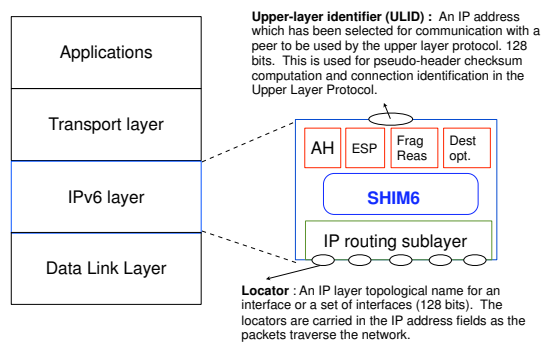 Upper-layer identifier (ULID) : An IP address
which has been selected for communication with a
peer to be used by the upper layer protocol. 128
bits. This is used for pseudo-header checksum
computation and connection identification in the
Upper Layer Protocol.
Applications
Transport layer
IPv6 layer
Data Link Layer
AH
ESP
Frag
Reas
Dest
opt.
SHIM6
IP routing sublayer
Locator : An IP layer topological name for an
interface or a set of interfaces (128 bits). The
locators are carried in the IP address fields as the
packets traverse the network.